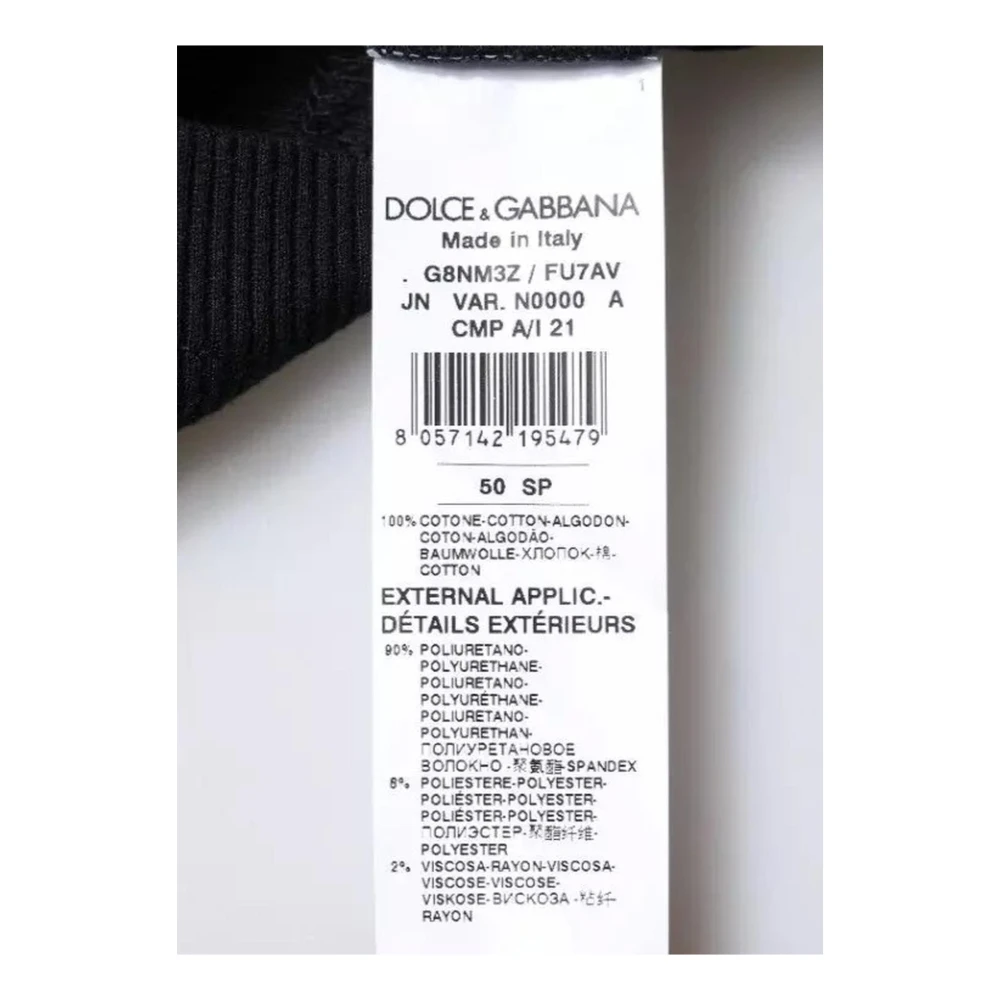 1
DOLCE & GABBANA
Made in Italy
. G8NM3Z / FU7AV
JN VAR. N0000 A
CMP A/I 21
8 057142 195479
50 SP
100% COTONE-COTTON-ALGODON-
COTON-ALGODÃO-
BAUMWOLLE-ХЛОПОК-棉-
COTTON
EXTERNAL APPLIC.-
DÉTAILS EXTÉRIEURS
90% POLIURETANO-
POLYURETHANE-
POLIURETANO-
POLYURÉTHANE-
POLIURETANO-
POLYURETHAN-
ПОЛИУРЕТАНОВОЕ
ВОЛОКНО -聚氨酯-SPANDEX
8% POLIESTERE-POLYESTER-
POLIÉSTER-POLYESTER-
POLIÉSTER-POLYESTER-
ПОЛИЭСТЕР-聚酯纤维-
POLYESTER
2% VISCOSA-RAYON-VISCOSA-
VISCOSE-VISCOSE-
VISKOSE-ВИСКОЗА -粘纤-
RAYON